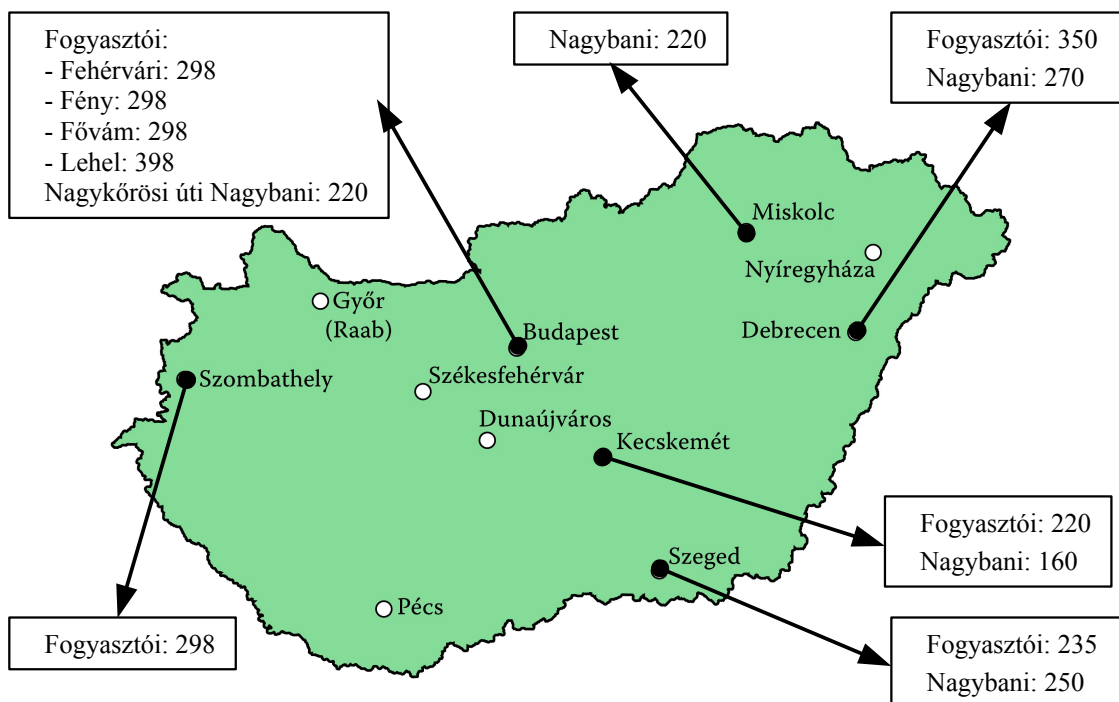 Fogyasztói:
- Fehérvári: 298
- Fény: 298
- Fővám: 298
- Lehel: 398
Nagykőrösi úti Nagybani: 220
Nagybani: 220
Fogyasztói: 350
Nagybani: 270
Miskolc
Nyíregyháza
Győr
(Raab)
Budapest
Debrecen
Szombathely
Székesfehérvár
Dunaújváros
Kecskemét
Fogyasztói: 220
Nagybani: 160
Szeged
Pécs
Fogyasztói: 298
Fogyasztói: 235
Nagybani: 250